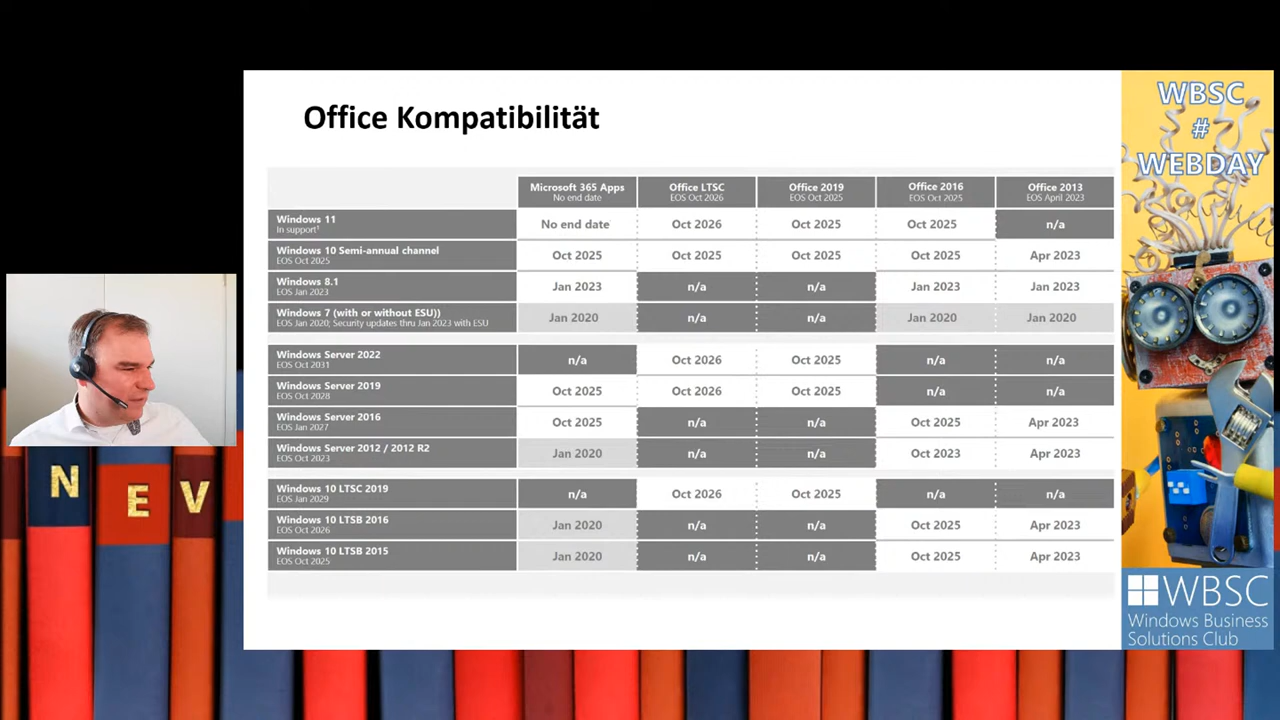 WBSC
#
WEBDAY
Office Kompatibilität
Microsoft 365 Apps Office LTSC Office 2019 Office 2016 Office 2013
No end date EOS Oct 2026 EOS Oct 2025 EOS Oct 2025 EOS April 2023
Windows 11 No end date Oct 2026 Oct 2025 Oct 2025 n/a
In support¹
Windows 10 Semi-annual channel Oct 2025 Oct 2025 Oct 2025 Oct 2025 Apr 2023
EOS Oct 2025
Windows 8.1 Jan 2023 n/a n/a Jan 2023 Jan 2023
EOS Jan 2023
Windows 7 (with or without ESU)) Jan 2020 n/a n/a Jan 2020 Jan 2020
EOS Jan 2020; Security updates thru Jan 2023 with ESU
Windows Server 2022 n/a Oct 2026 Oct 2025 n/a n/a
EOS Oct 2031
Windows Server 2019 Oct 2025 Oct 2026 Oct 2025 n/a n/a
EOS Oct 2028
Windows Server 2016 Oct 2025 n/a n/a Oct 2025 Apr 2023
EOS Jan 2027
Windows Server 2012 / 2012 R2 Jan 2020 n/a n/a Oct 2023 Apr 2023
EOS Oct 2023
Windows 10 LTSC 2019 n/a Oct 2026 Oct 2025 n/a n/a
EOS Jan 2029
Windows 10 LTSB 2016 Jan 2020 n/a n/a Oct 2025 Apr 2023
EOS Oct 2026
Windows 10 LTSB 2015 Jan 2020 n/a n/a Oct 2025 Apr 2023
EOS Oct 2025
N E V
WBSC
Windows Business
Solutions Club